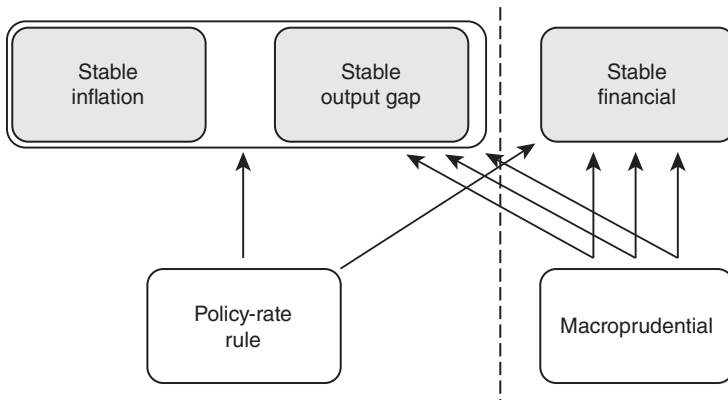 Stable
inflation
Stable
output gap
Stable
financial
Policy-rate
rule
Macroprudential